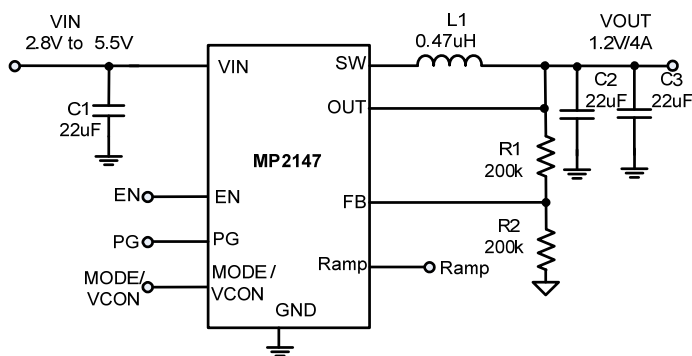 VIN
2.8V to 5.5V
L1
0.47uH
VOUT
1.2V/4A
VIN
SW
C1
22uF
OUT
C2
22uF
C3
22uF
R1
200k
MP2147
EN
EN
FB
PG
PG
R2
200k
MODE/
VCON
MODE/
VCON
Ramp
Ramp
GND